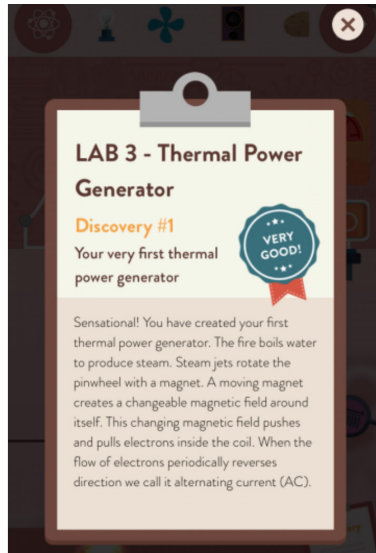 LAB 3 - Thermal Power
Generator
Discovery #1
Your very first thermal
power generator
VERY
GOOD!
Sensational! You have created your first
thermal power generator. The fire boils water
to produce steam. Steam jets rotate the
pinwheel with a magnet. A moving magnet
creates a changeable magnetic field around
itself. This changing magnetic field pushes
and pulls electrons inside the coil. When the
flow of electrons periodically reverses
direction we call it alternating current (AC).